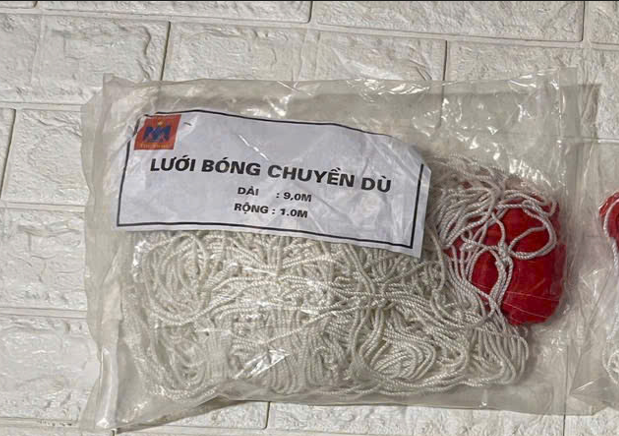 LƯỚI BÓNG CHUYỀN DÙ
DÀI : 9.0M
RỘNG : 1.0M